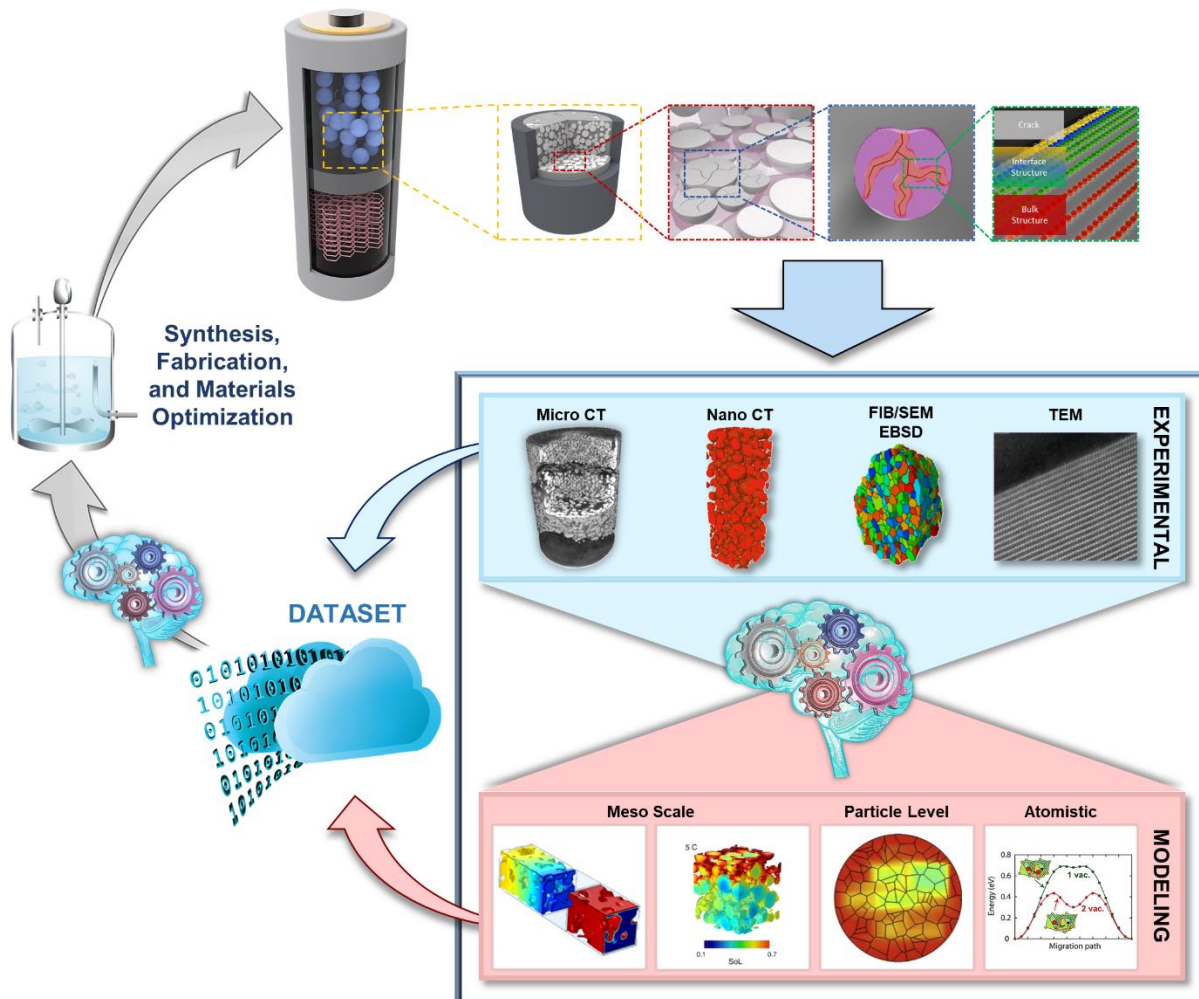 Crack
Interface
Structure
Bulk
Structure
Synthesis,
Fabrication,
and Materials
Optimization
Micro CT
Nano CT
FIB/SEM
EBSD
TEM
EXPERIMENTAL
DATASET
010101010101010
Meso Scale
Particle Level
Atomistic
MODELING
5 C
0.1
0.7
SoL
Energy (eV)
0.8
0.6
0.4
0.2
0
1 vac.
2 vac.
Migration path